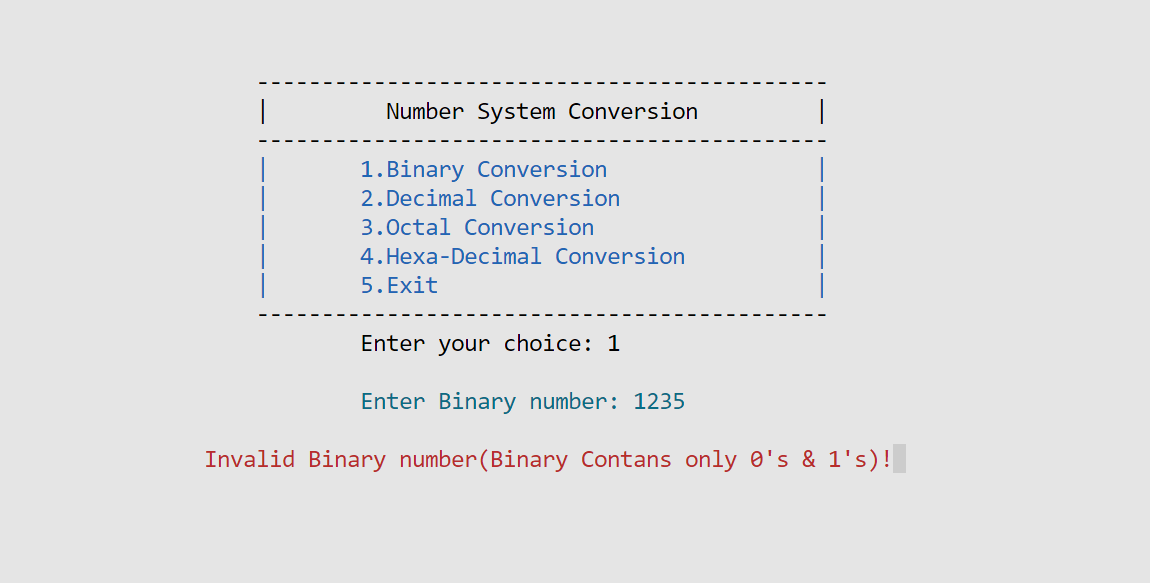 --------------------------------------------
| Number System Conversion |
--------------------------------------------
| 1.Binary Conversion |
| 2.Decimal Conversion |
| 3.Octal Conversion |
| 4.Hexa-Decimal Conversion |
| 5.Exit |
--------------------------------------------
Enter your choice: 1
Enter Binary number: 1235
Invalid Binary number(Binary Contans only 0's & 1's)!